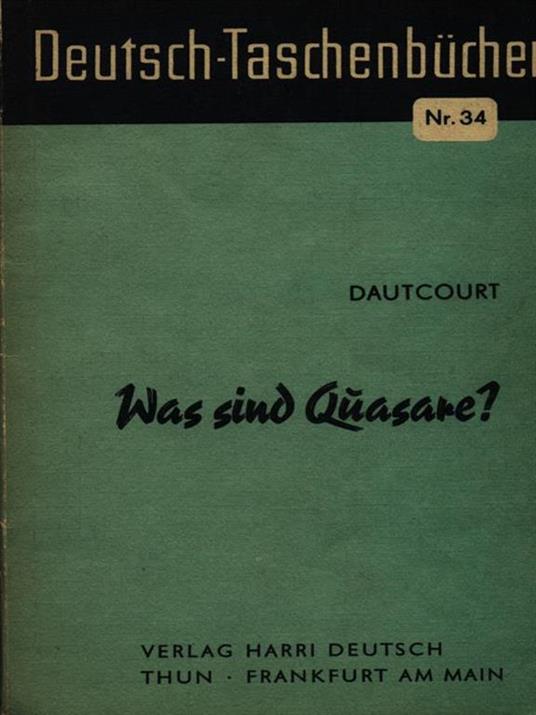 Deutsch-Taschenbücher
Nr. 34
DAUTCOURT
Was sind Quasare?
VERLAG HARRI DEUTSCH
THUN · FRANKFURT AM MAIN